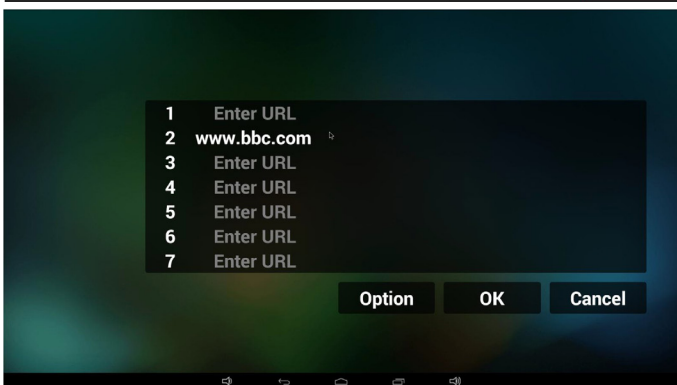 1 Enter URL
2 www.bbc.com
3 Enter URL
4 Enter URL
5 Enter URL
6 Enter URL
7 Enter URL
Option OK Cancel